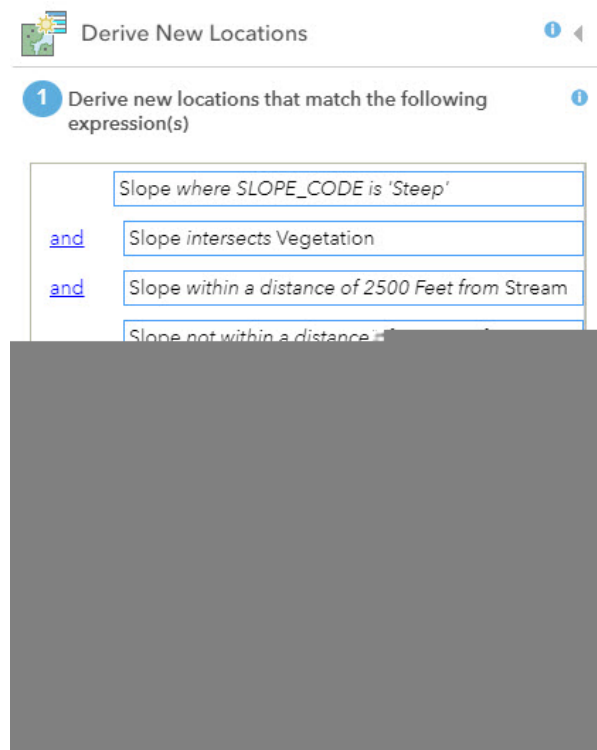 Derive New Locations
1 Derive new locations that match the following
expression(s)
Slope where SLOPE_CODE is 'Steep'
and Slope intersects Vegetation
and Slope within a distance of 2500 Feet from Stream
Slope not within a distance